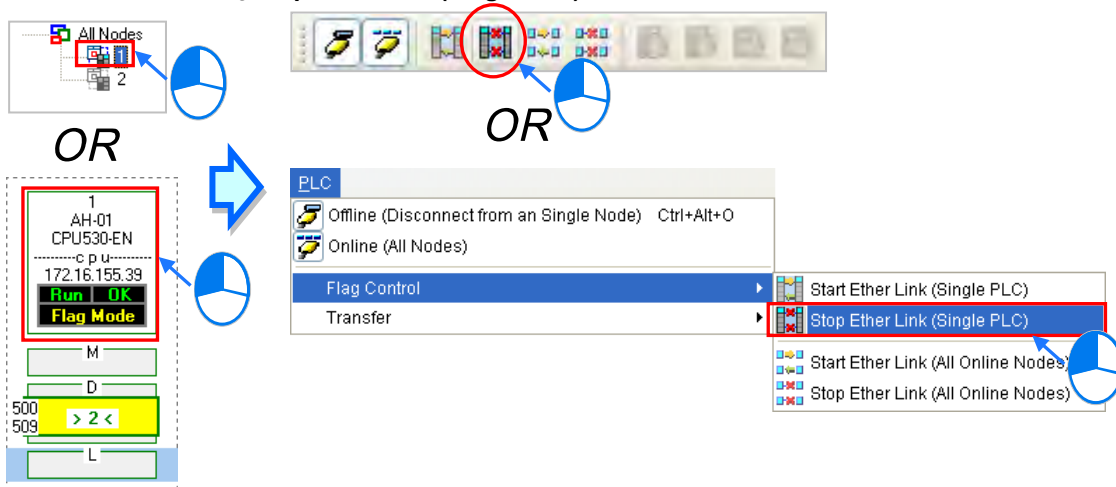 All Nodes
1
2
OR
OR
1
AH-01
CPU530-EN
--------c p u---------
172.16.155.39
Run OK
Flag Mode
M
D
500
509
> 2 <
L
PLC
Offline (Disconnect from an Single Node) Ctrl+Alt+O
Online (All Nodes)
Flag Control
Transfer
Start Ether Link (Single PLC)
Stop Ether Link (Single PLC)
Start Ether Link (All Online Nodes)
Stop Ether Link (All Online Nodes)